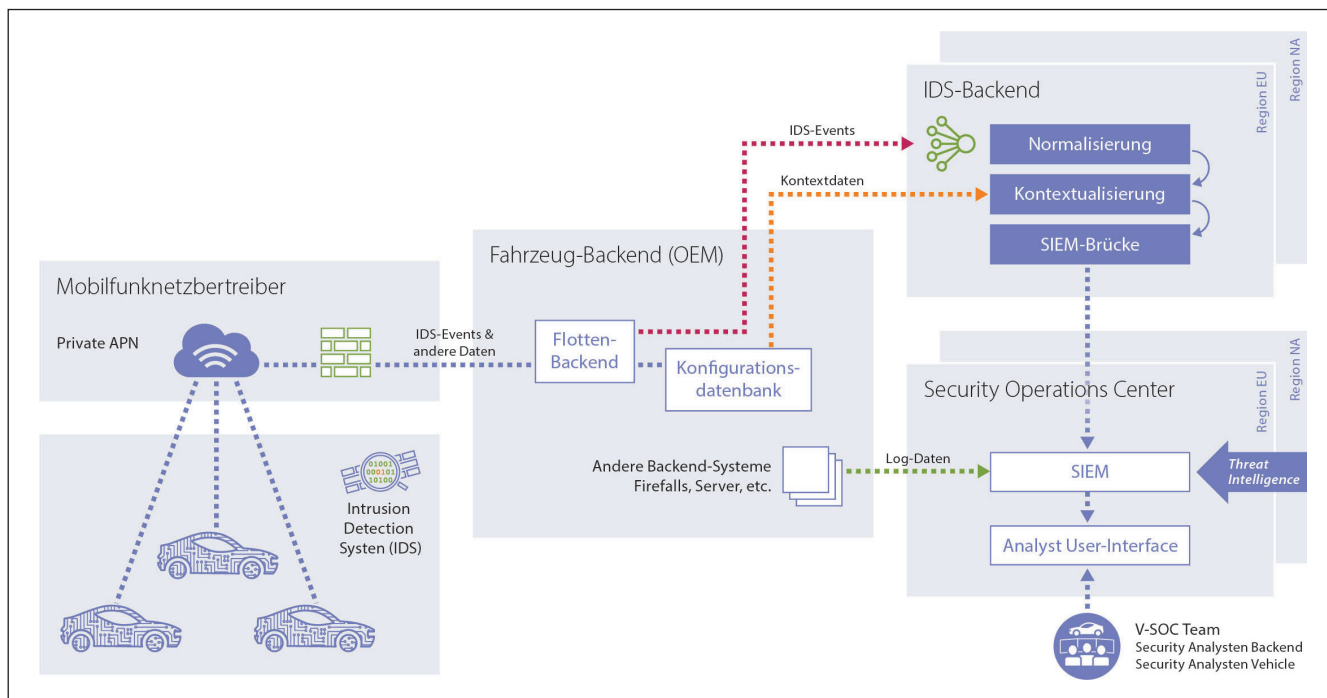 Mobilfunknetzbertreiber
Private APN
01001
000101
10100
Intrusion
Detection
Systen (IDS)
IDS-Events &
andere Daten
Fahrzeug-Backend (OEM)
Flotten-
Backend
Konfigurations-
datenbank
Andere Backend-Systeme
Firefalls, Server, etc.
IDS-Events
Kontextdaten
Log-Daten
IDS-Backend
Normalisierung
Kontextualisierung
SIEM-Brücke
Region EU
Region NA
Security Operations Center
SIEM
Analyst User-Interface
Region EU
Region NA
Threat
Intelligence
V-SOC Team
Security Analysten Backend
Security Analysten Vehicle